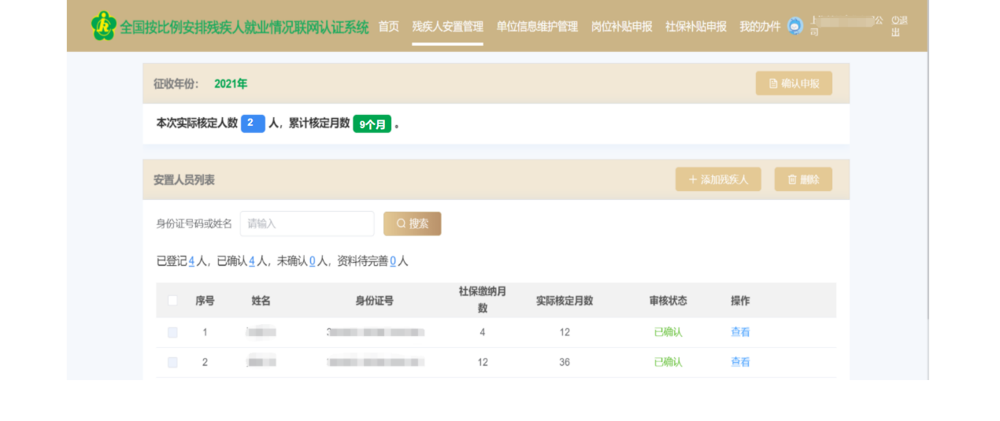 全国按比例安排残疾人就业情况联网认证系统 首页 残疾人安置管理 单位信息维护管理 岗位补贴申报 社保补贴申报 我的办件 上 公司 退出
征收年份： 2021年 确认申报
本次实际核定人数 2 人，累计核定月数 9个月 。
安置人员列表 添加残疾人 删除
身份证号码或姓名 请输入 搜索
已登记4人，已确认4人，未确认0人，资料待完善0人
序号 姓名 身份证号 社保缴纳月数 实际核定月数 审核状态 操作
1 3 4 12 已确认 查看
2 12 36 已确认 查看